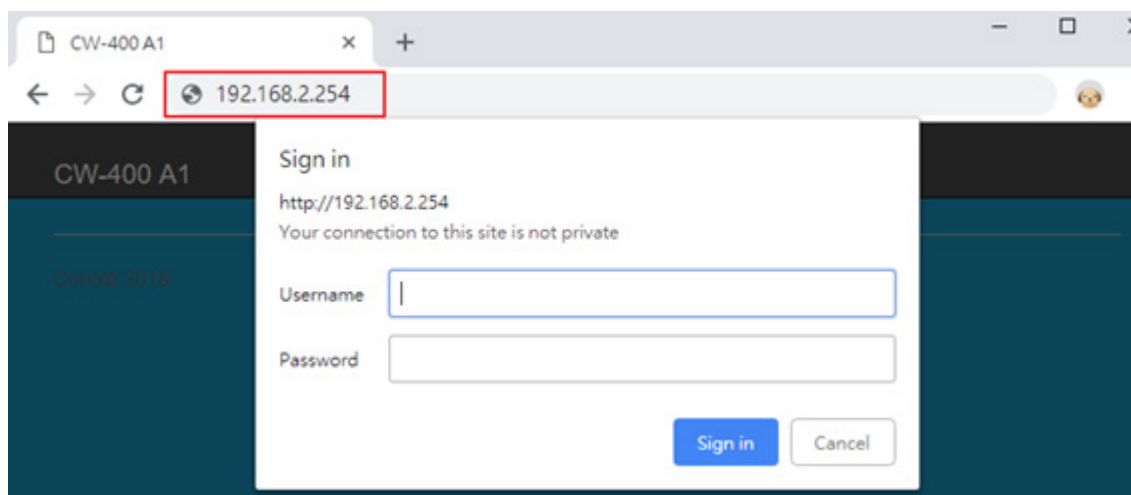 CW-400 A1
192.168.2.254
CW-400 A1
Sign in
http://192.168.2.254
Your connection to this site is not private
Username
Password
Sign in Cancel
2018